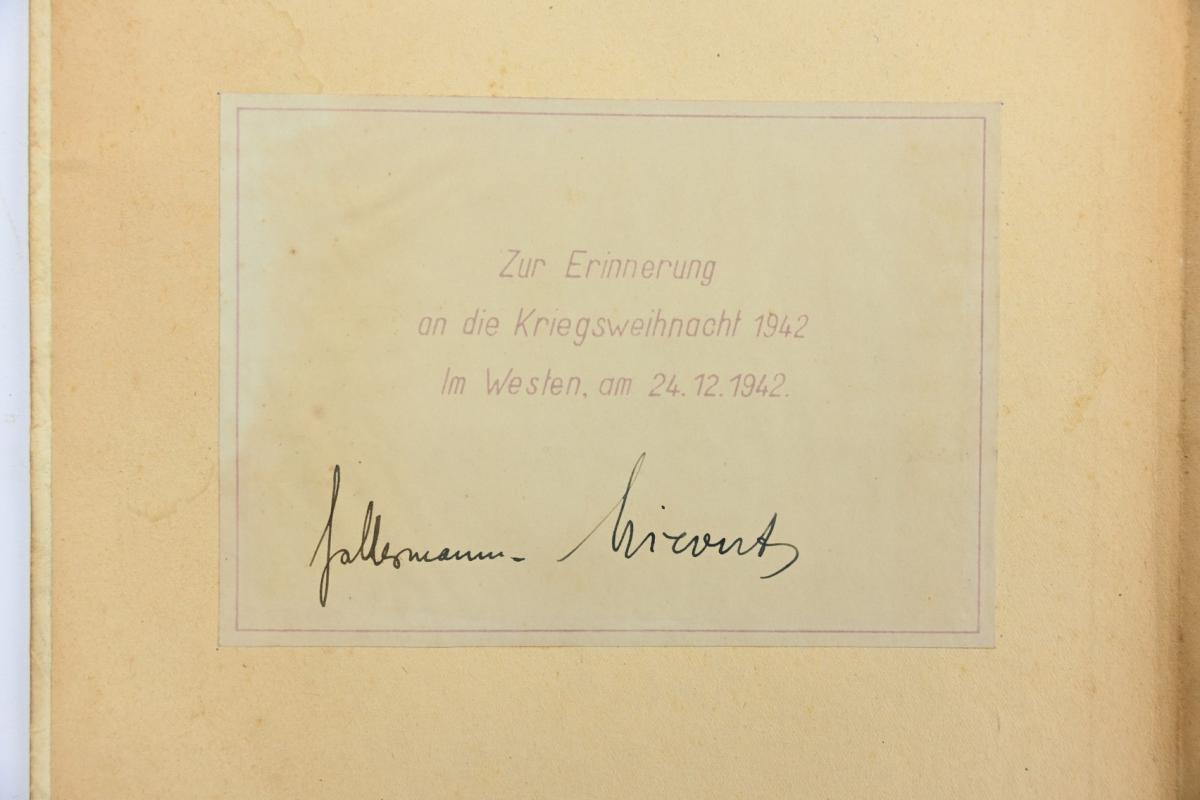 Zur Erinnerung
an die Kriegsweihnacht 1942
Im Westen, am 24.12.1942.